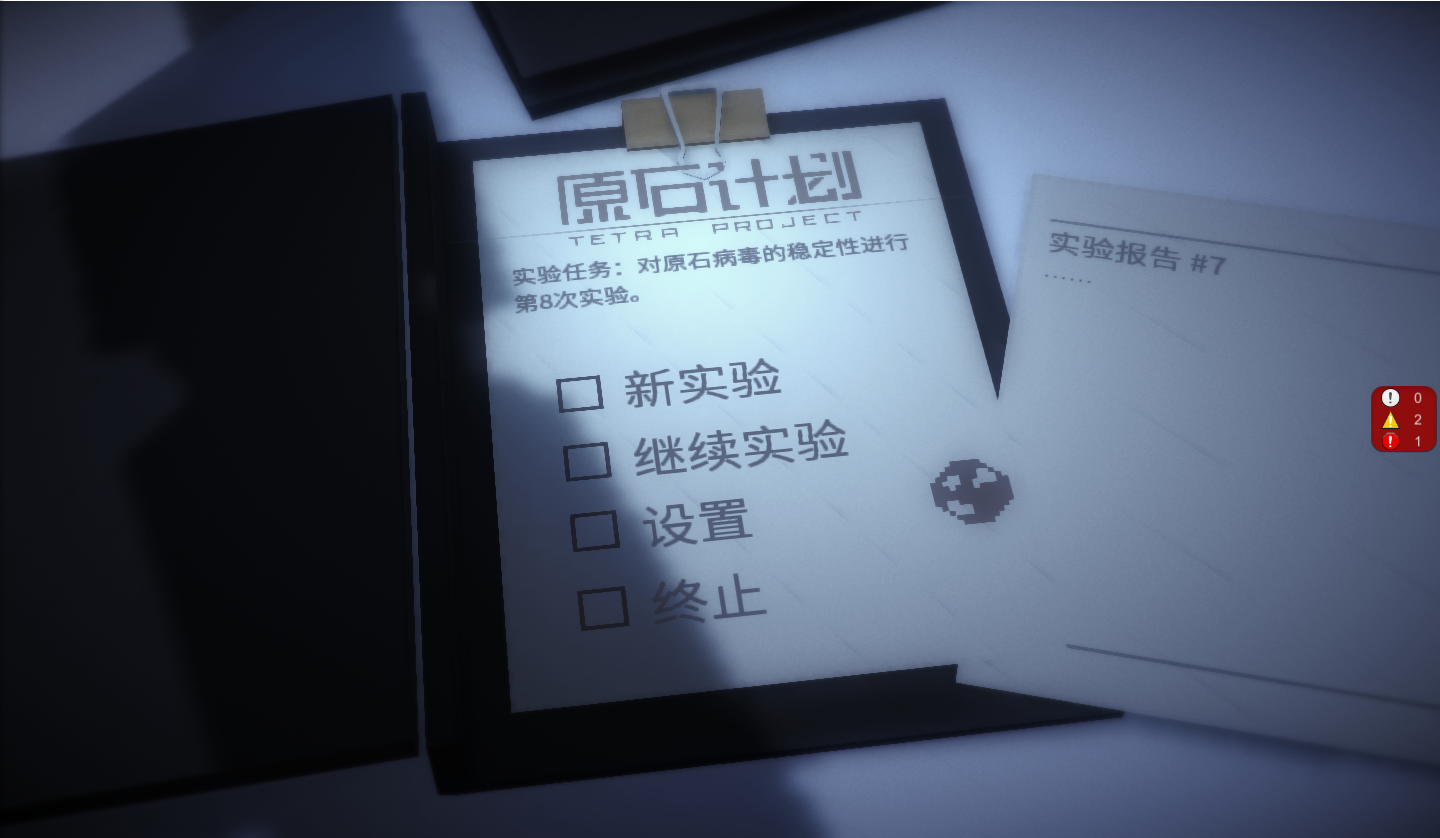 原石计划
TETRA PROJECT
实验任务：对原石病毒的稳定性进行
第8次实验。
新实验
继续实验
设置
终止
实验报告 #7
......
0
2
1